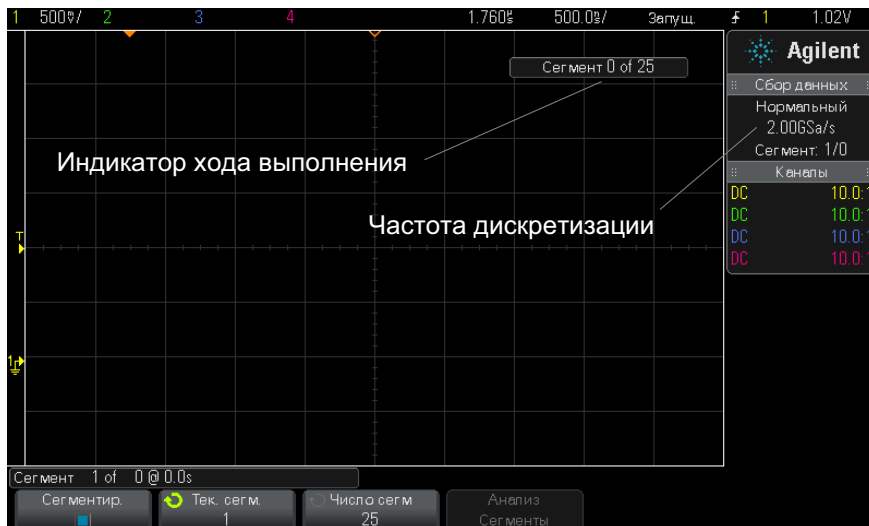 1 500mV/ 2 3 4 1.760s 500.0s/ Запущ. 1 1.02V
Agilent
Сегмент 0 of 25
Сбор данных
Нормальный
2.00GSa/s
Индикатор хода выполнения
Сегмент: 1/0
Каналы
DC 10.0:1
Частота дискретизации
DC 10.0:1
T
DC 10.0:1
DC 10.0:1
1
Сегмент 1 of 0 @ 0.0s
Сегментир. Тек. сегм. Число сегм Анализ
1 25 Сегменты